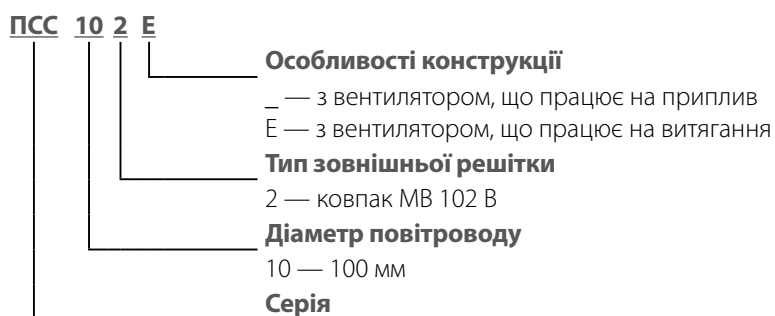 ПСС 10 2 Е
Особливості конструкції
_ — з вентилятором, що працює на приплив
Е — з вентилятором, що працює на витягання
Тип зовнішньої решітки
2 — ковпак МВ 102 В
Діаметр повітроводу
10 — 100 мм
Серія